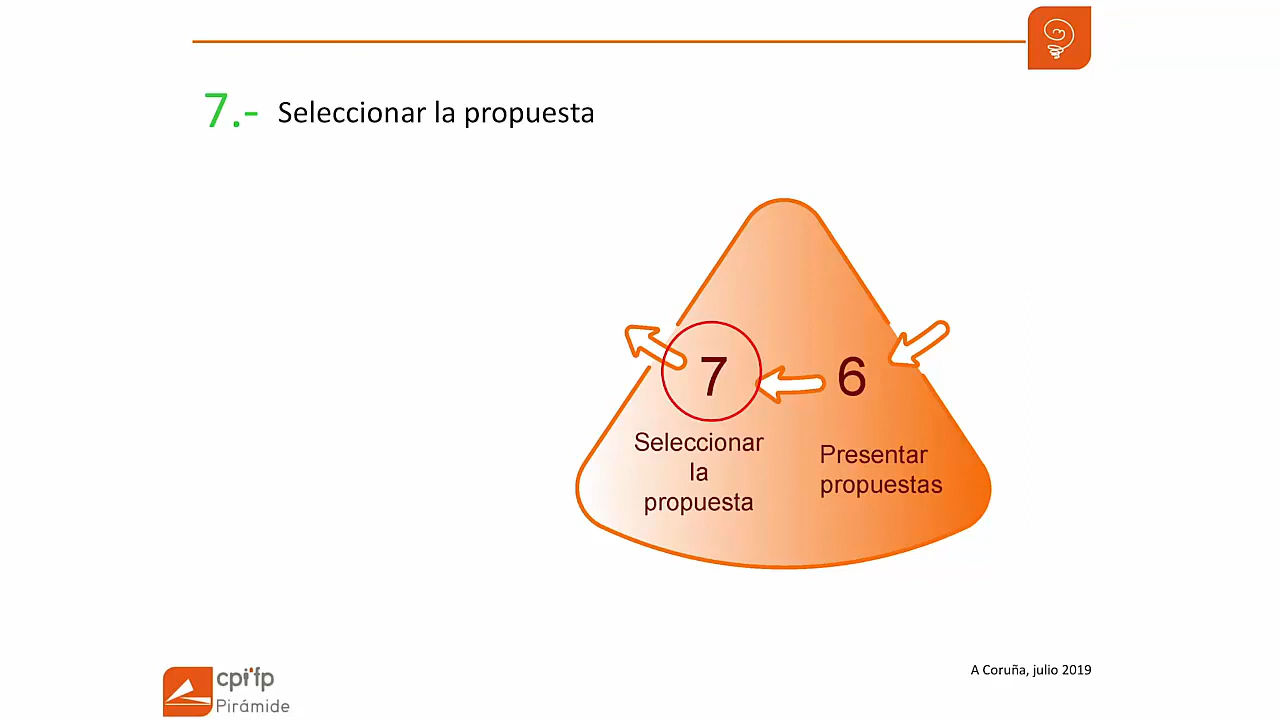 7.- Seleccionar la propuesta
7
6
Seleccionar
la
propuesta
Presentar
propuestas
A Coruña, julio 2019
cpifp
Pirámide